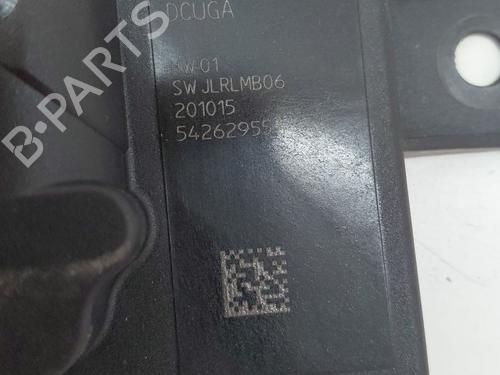 DCUGA
HW 01
SW JLRLMB06
201015
54262955
B-PARTS